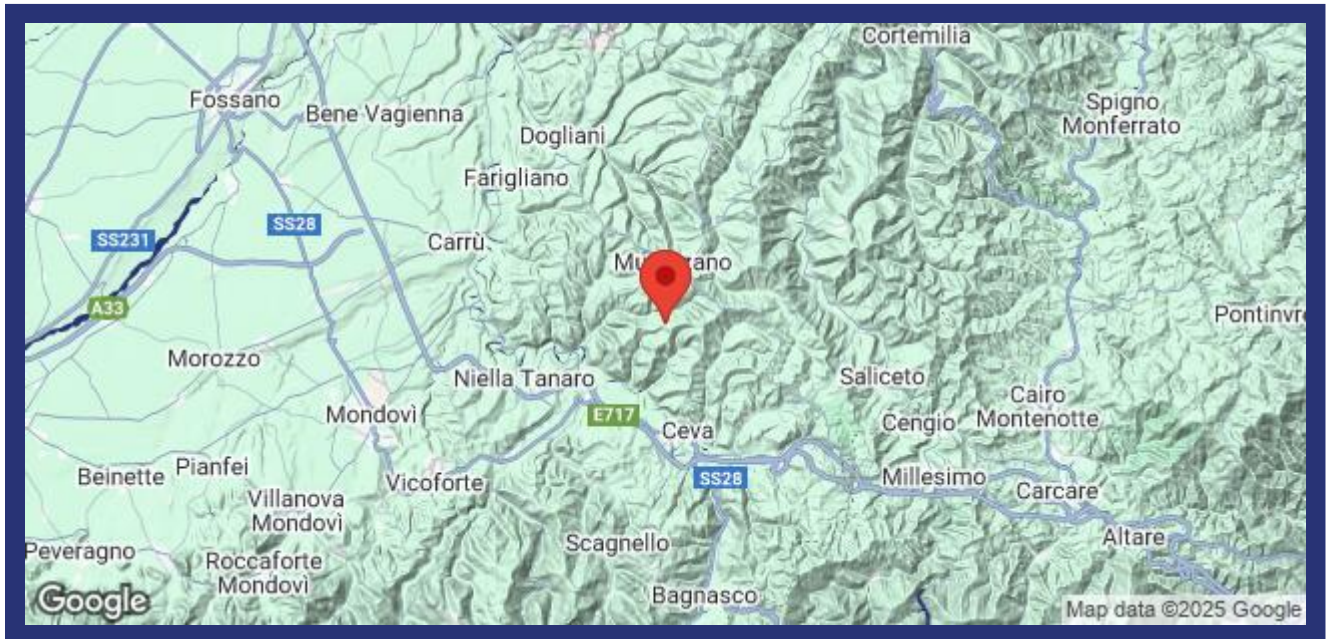 Cortemilia
Fossano
Bene Vagienna
Spigno
Monferrato
Dogliani
Farigliano
SS28
SS231
Carrù
A33
Pontinvre
Morozzo
Niella Tanaro
Saliceto
Mondovì
E717
Cairo
Montenotte
Ceva
Cengio
Beinette
Pianfei
Vicoforte
SS28
Millesimo
Carcare
Villanova
Mondovì
Altare
Peveragno
Scagnello
Roccaforte
Mondovì
Bagnasco
Google
Map data ©2025 Google